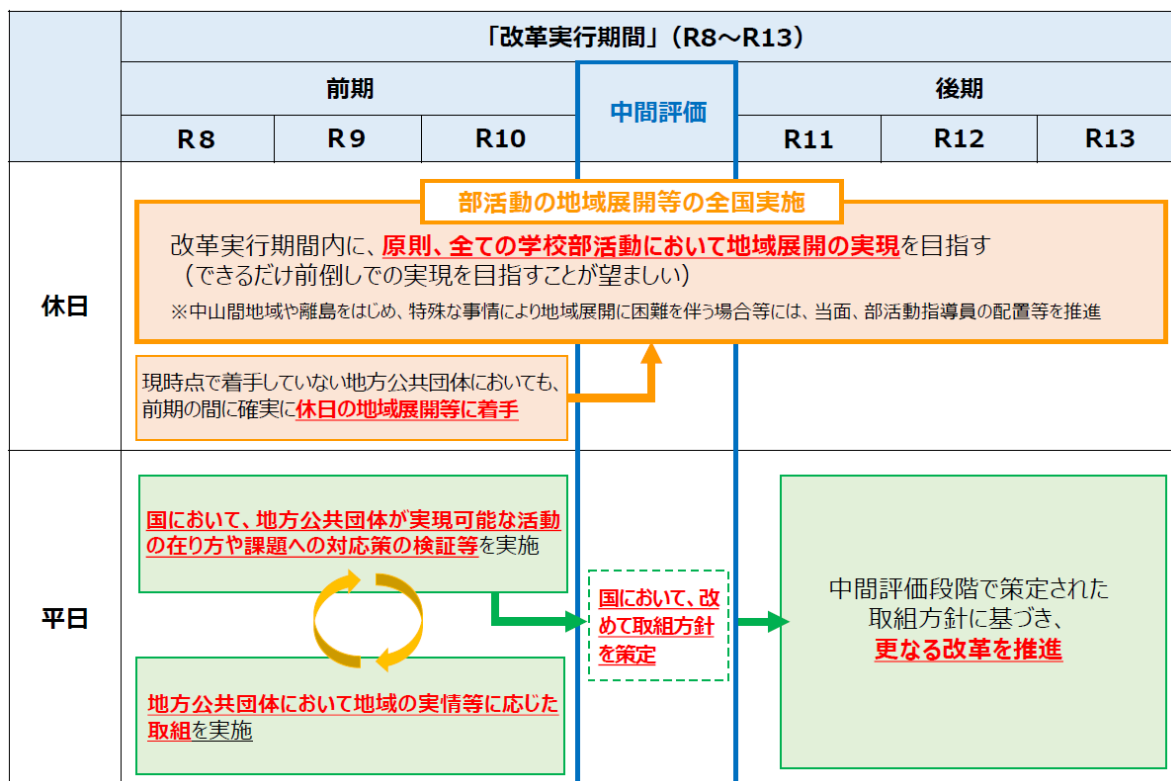 「改革実行期間」(R8～R13)
前期
中間評価
後期
R8
R9
R10
R11
R12
R13
休日
部活動の地域展開等の全国実施
改革実行期間内に、原則、全ての学校部活動において地域展開の実現を目指す
（できるだけ前倒しでの実現を目指すことが望ましい）
※中山間地域や離島をはじめ、特殊な事情により地域展開に困難を伴う場合等には、当面、部活動指導員の配置等を推進
現時点で着手していない地方公共団体においても、
前期の間に確実に休日の地域展開等に着手
平日
国において、地方公共団体が実現可能な活動
の在り方や課題への対応策の検証等を実施
地方公共団体において地域の実情等に応じた
取組を実施
国において、改
めて取組方針
を策定
中間評価段階で策定された
取組方針に基づき、
更なる改革を推進